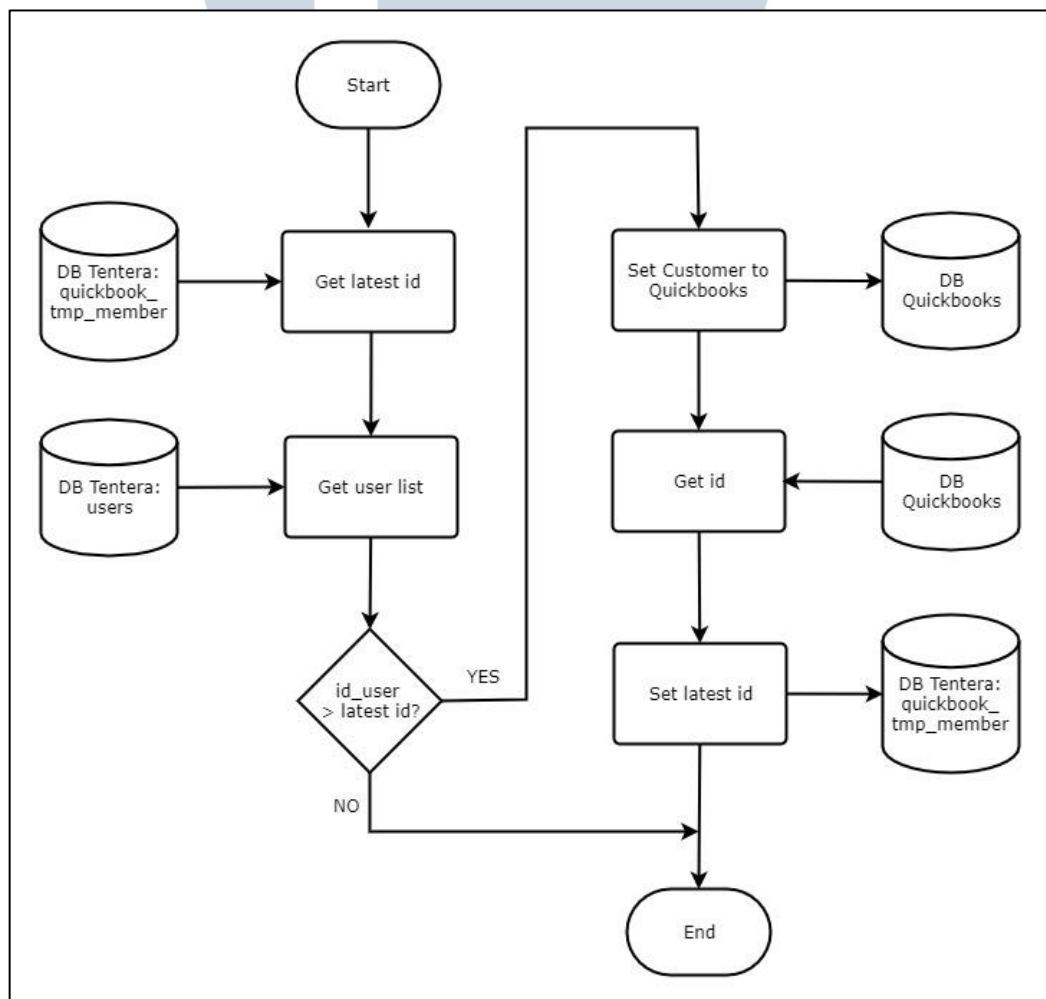 Start
DB Tentera:
quickbook_
tmp_member
Get latest id
DB Tentera:
users
Get user list
id_user
> latest id?
YES
NO
Set Customer to
Quickbooks
DB
Quickbooks
Get id
DB
Quickbooks
Set latest id
DB Tentera:
quickbook_
tmp_member
End